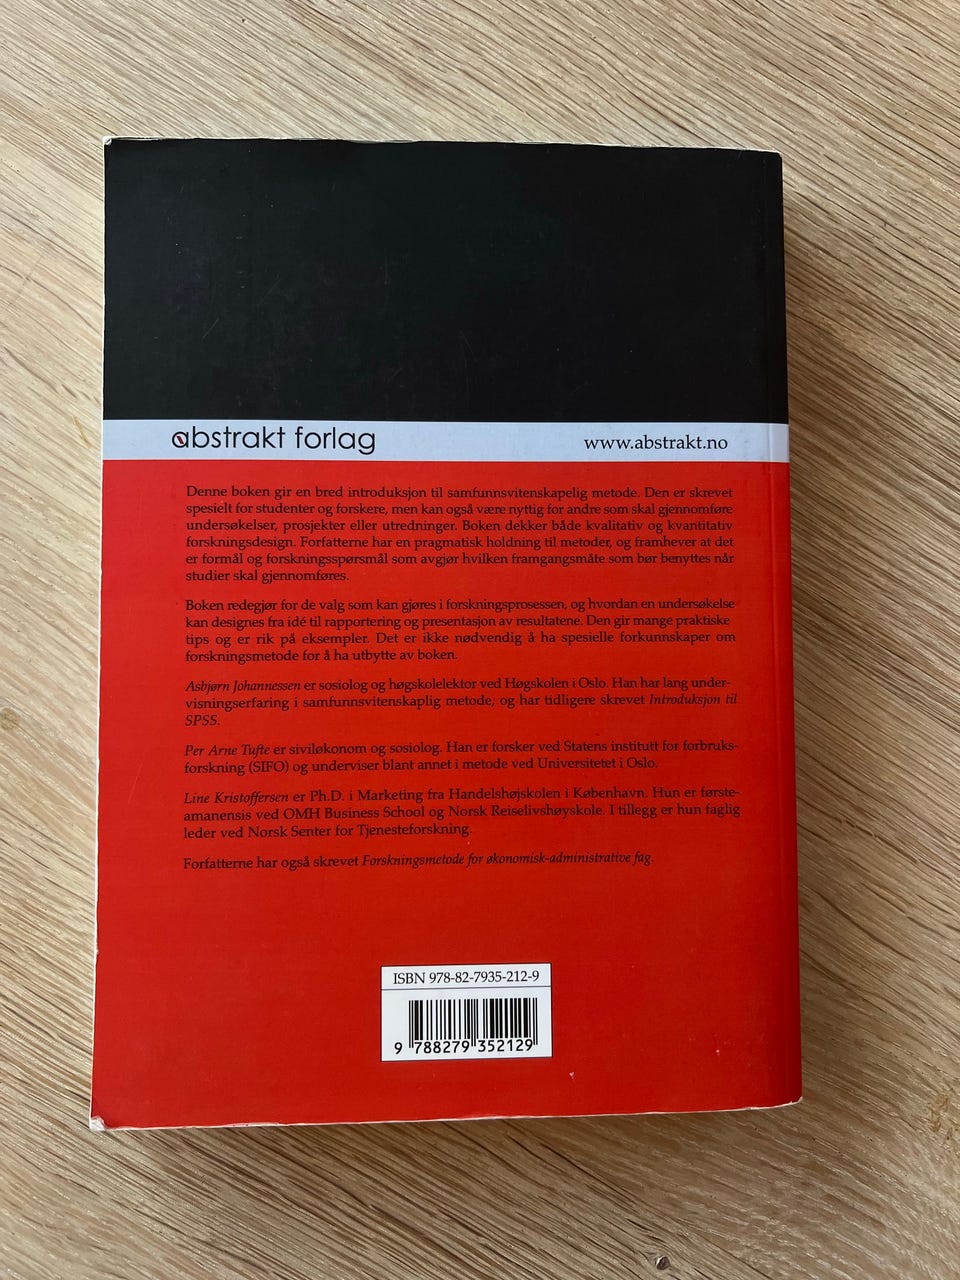 abstrakt forlag
www.abstrakt.no
Denne boken gir en bred introduksjon til samfunnsvitenskapelig metode. Den er skrevet
spesielt for studenter og forskere, men kan også være nyttig for andre som skal gjennomføre
undersøkelser, prosjekter eller utredninger. Boken dekker både kvalitativ og kvantitativ
forskningsdesign. Forfatterne har en pragmatisk holdning til metoder, og framhever at det
er formål og forskningsspørsmål som avgjør hvilken framgangsmåte som bør benyttes når
studier skal gjennomføres.
Boken redegjør for de valg som kan gjøres i forskningsprosessen, og hvordan en undersøkelse
kan designes fra idé til rapportering og presentasjon av resultatene. Den gir mange praktiske
tips og er rik på eksempler. Det er ikke nødvendig å ha spesielle forkunnskaper om
forskningsmetode for å ha utbytte av boken.
Asbjørn Johannessen er sosiolog og høgskolelektor ved Høgskolen i Oslo. Han har lang under-
visningserfaring i samfunnsvitenskaplig metode, og har tidligere skrevet Introduksjon til
SPSS.
Per Arne Tufte er siviløkonom og sosiolog. Han er forsker ved Statens institutt for forbruks-
forskning (SIFO) og underviser blant annet i metode ved Universitetet i Oslo.
Line Kristoffersen er Ph.D. i Marketing fra Handelshøjskolen i København. Hun er første-
amanensis ved OMH Business School og Norsk Reiselivshøyskole. I tillegg er hun faglig
leder ved Norsk Senter for Tjenesteforskning.
Forfatterne har også skrevet Forskningsmetode for økonomisk-administrative fag.
ISBN 978-82-7935-212-9
9 788279 352129